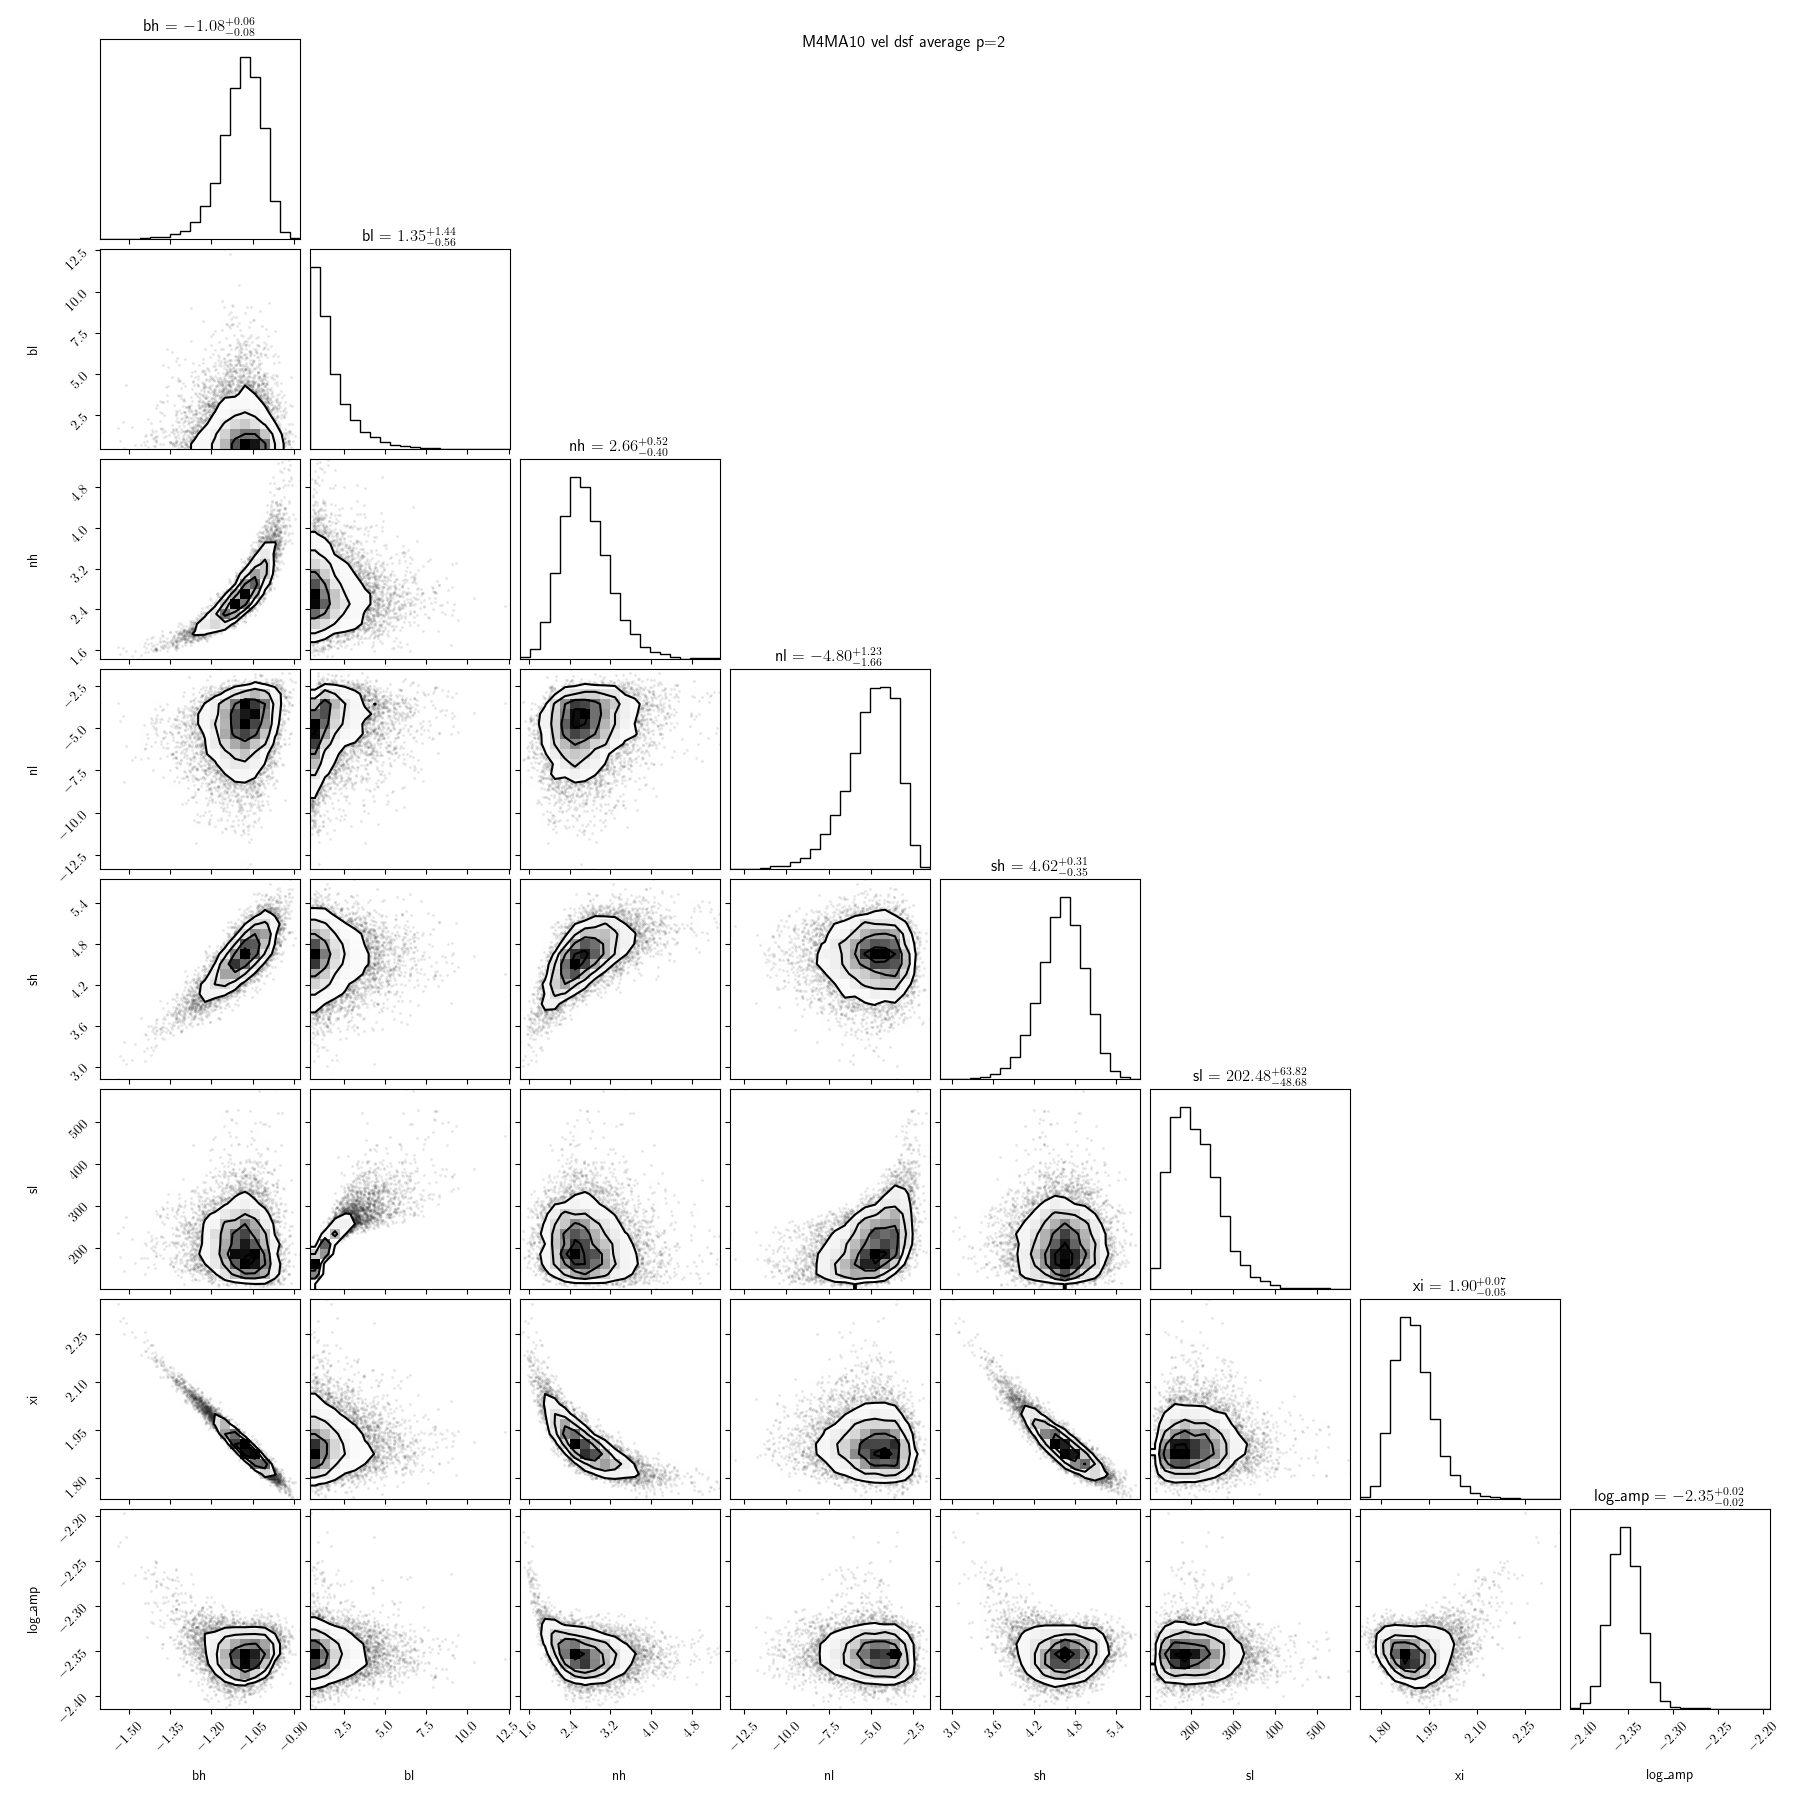 M4MA10 vel dsf average p=2
bh = −1.08+0.06−0.08
bl = 1.35+1.44−0.56
12.5
10.0
7.5
5.0
2.5
bl
nh = 2.66+0.52−0.40
4.8
4.0
3.2
2.4
1.6
nh
nl = −4.80+1.23−1.66
−2.5
−5.0
−7.5
−10.0
−12.5
nl
sh = 4.62+0.31−0.35
5.4
4.8
4.2
3.6
3.0
sh
sl = 202.48+63.82−48.68
500
400
300
200
sl
xi = 1.90+0.07−0.05
2.25
2.10
1.95
1.80
xi
log_amp = −2.35+0.02−0.02
−2.20
−2.25
−2.30
−2.35
−2.40
log_amp
−1.50 −1.35 −1.20 −1.05 −0.90 2.5 5.0 7.5 10.0 12.5 1.6 2.4 3.2 4.0 4.8 −12.5 −10.0 −7.5 −5.0 −2.5 3.0 3.6 4.2 4.8 5.4 200 300 400 500 1.80 1.95 2.10 2.25 −2.40 −2.35 −2.30 −2.25 −2.20
bh bl nh nl sh sl xi log_amp